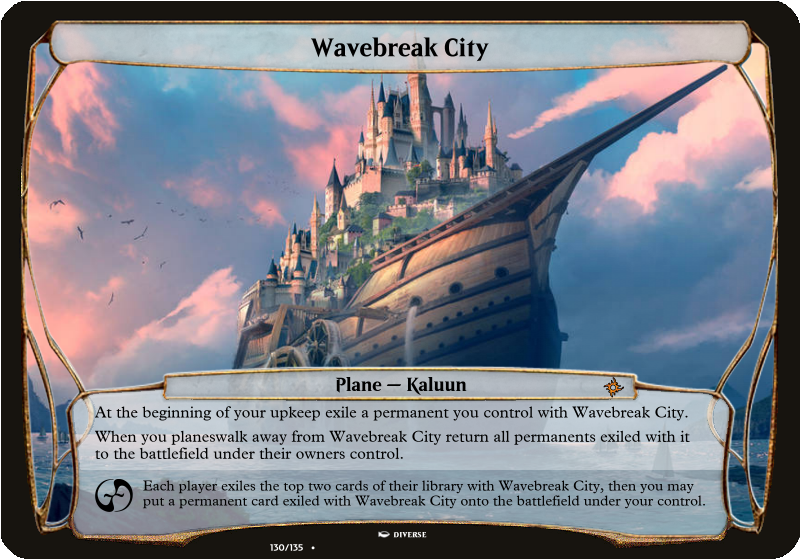 Wavebreak City
Plane — Kaluun
At the beginning of your upkeep exile a permanent you control with Wavebreak City.
When you planeswalk away from Wavebreak City return all permanents exiled with it
to the battlefield under their owners control.
Each player exiles the top two cards of their library with Wavebreak City, then you may
put a permanent card exiled with Wavebreak City onto the battlefield under your control.
DIVERSE
130/135 •